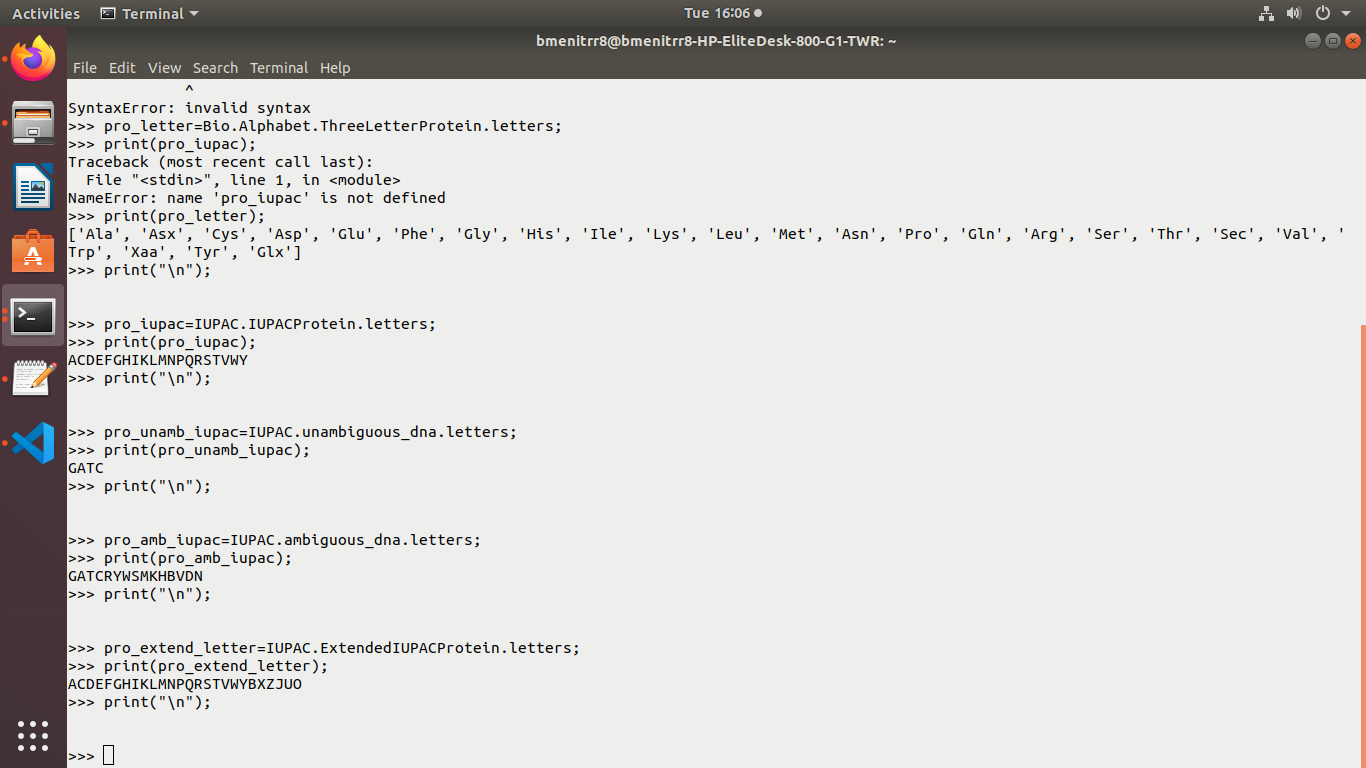 Activities Terminal Tue 16:06
bmenitrr8@bmenitrr8-HP-EliteDesk-800-G1-TWR: ~
File Edit View Search Terminal Help
^
SyntaxError: invalid syntax
>>> pro_letter=Bio.Alphabet.ThreeLetterProtein.letters;
>>> print(pro_iupac);
Traceback (most recent call last):
  File "<stdin>", line 1, in <module>
NameError: name 'pro_iupac' is not defined
>>> print(pro_letter);
['Ala', 'Asx', 'Cys', 'Asp', 'Glu', 'Phe', 'Gly', 'His', 'Ile', 'Lys', 'Leu', 'Met', 'Asn', 'Pro', 'Gln', 'Arg', 'Ser', 'Thr', 'Sec', 'Val', '
Trp', 'Xaa', 'Tyr', 'Glx']
>>> print("\n");
>>> pro_iupac=IUPAC.IUPACProtein.letters;
>>> print(pro_iupac);
ACDEFGHIKLMNPQRSTVWY
>>> print("\n");
>>> pro_unamb_iupac=IUPAC.unambiguous_dna.letters;
>>> print(pro_unamb_iupac);
GATC
>>> print("\n");
>>> pro_amb_iupac=IUPAC.ambiguous_dna.letters;
>>> print(pro_amb_iupac);
GATCRYWSMKHBVDN
>>> print("\n");
>>> pro_extend_letter=IUPAC.ExtendedIUPACProtein.letters;
>>> print(pro_extend_letter);
ACDEFGHIKLMNPQRSTVWYBXZJUO
>>> print("\n");
>>>